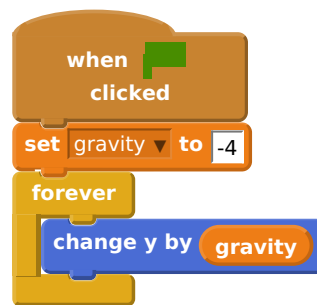 when
clicked
set gravity ▼ to -4
forever
change y by gravity